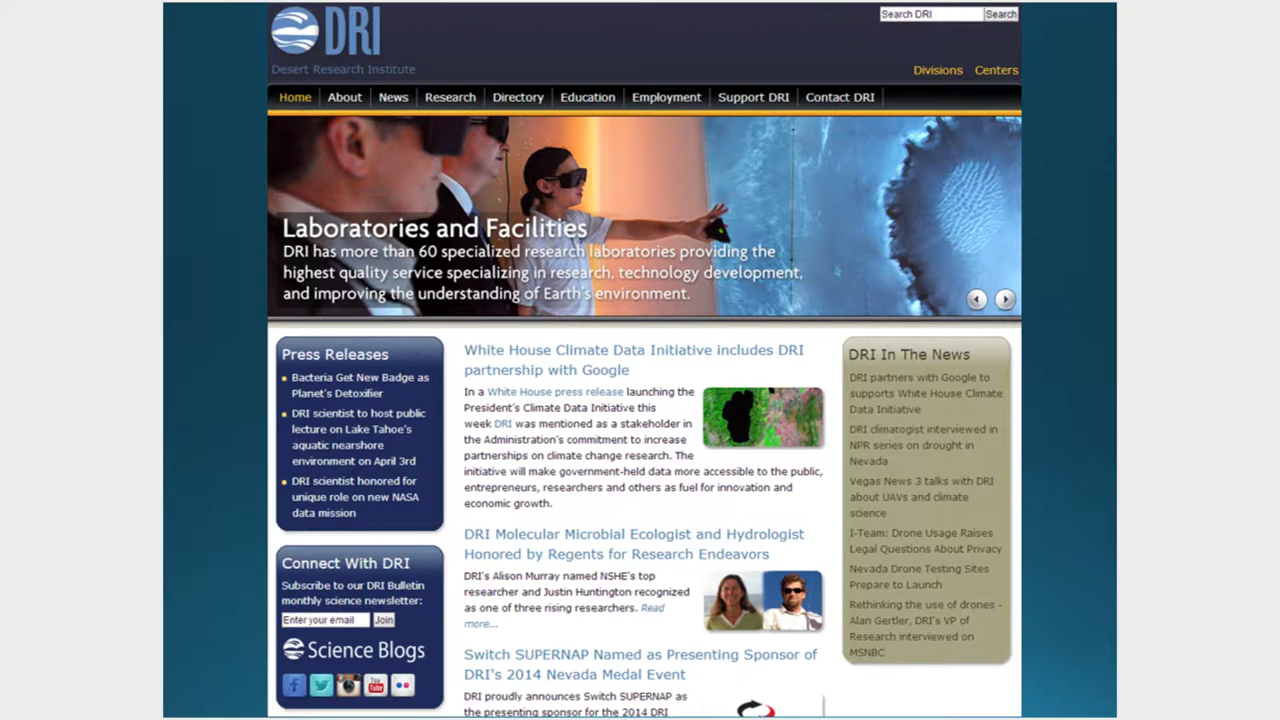 DRI
Search DRI
Search
Desert Research Institute
Divisions
Centers
Home
About
News
Research
Directory
Education
Employment
Support DRI
Contact DRI
Laboratories and Facilities
DRI has more than 60 specialized research laboratories providing the
highest quality service specializing in research, technology development,
and improving the understanding of Earth's environment.
Press Releases
Bacteria Get New Badge as
Planet's Detoxifier
DRI scientist to host public
lecture on Lake Tahoe's
aquatic nearshore
environment on April 3rd
DRI scientist honored for
unique role on new NASA
data mission
Connect With DRI
Subscribe to our DRI Bulletin
monthly science newsletter:
Enter your email
Join
Science Blogs
You
Tube
White House Climate Data Initiative includes DRI
partnership with Google
In a White House press release launching the
President's Climate Data Initiative this
week DRI was mentioned as a stakeholder in
the Administration's commitment to increase
partnerships on climate change research. The
initiative will make government-held data more accessible to the public,
entrepreneurs, researchers and others as fuel for innovation and
economic growth.
DRI Molecular Microbial Ecologist and Hydrologist
Honored by Regents for Research Endeavors
DRI's Alison Murray named NSHE's top
researcher and Justin Huntington recognized
as one of three rising researchers. Read
more...
Switch SUPERNAP Named as Presenting Sponsor of
DRI's 2014 Nevada Medal Event
DRI proudly announces Switch SUPERNAP as
the presenting sponsor for the 2014 DRI
DRI In The News
DRI partners with Google to
supports White House Climate
Data Initiative
DRI climatogist interviewed in
NPR series on drought in
Nevada
Vegas News 3 talks with DRI
about UAVs and climate
science
I-Team: Drone Usage Raises
Legal Questions About Privacy
Nevada Drone Testing Sites
Prepare to Launch
Rethinking the use of drones -
Alan Gertler, DRI's VP of
Research interviewed on
MSNBC